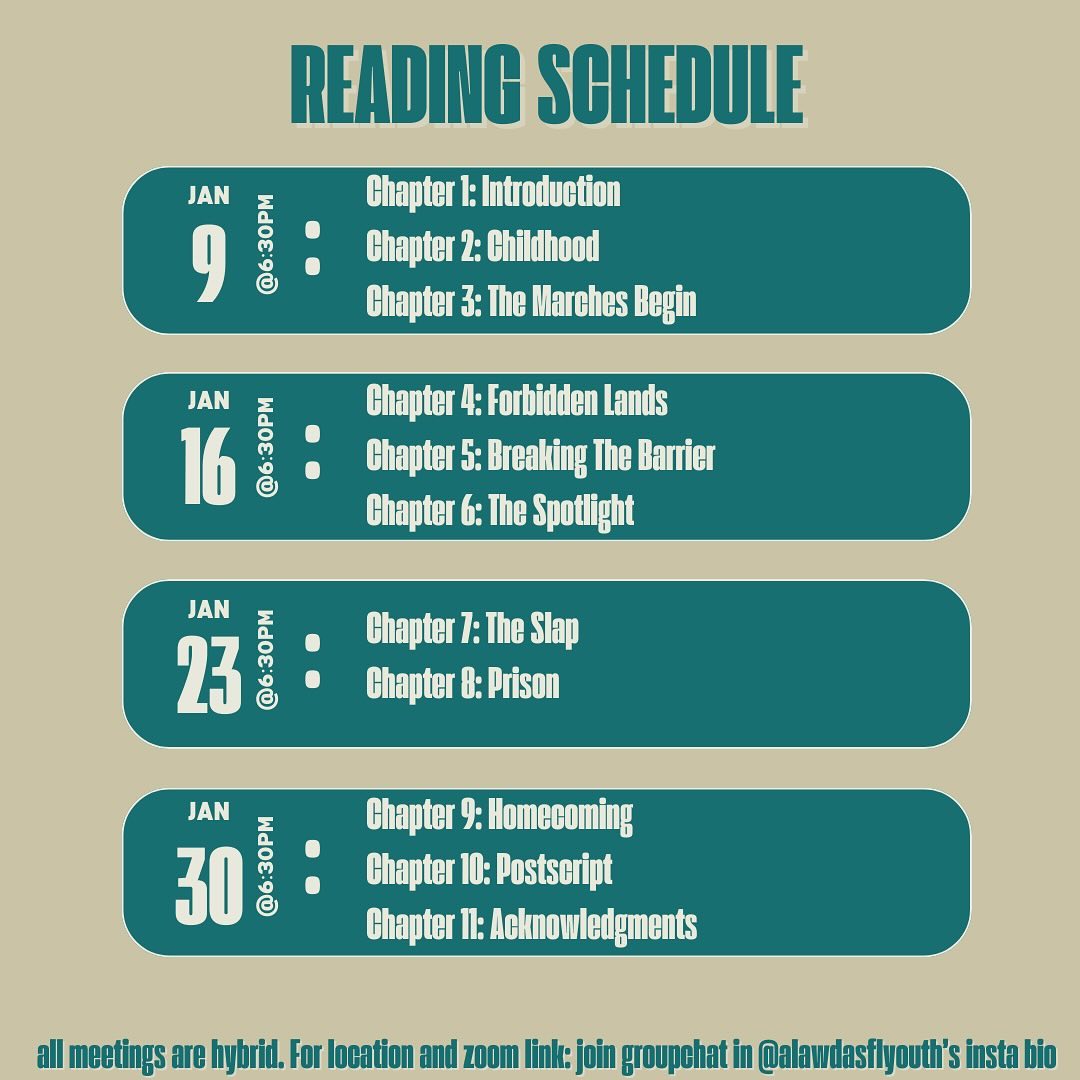 READING SCHEDULE
JAN
9
@6:30PM
:
Chapter 1: Introduction
Chapter 2: Childhood
Chapter 3: The Marches Begin
JAN
16
@6:30PM
:
Chapter 4: Forbidden Lands
Chapter 5: Breaking The Barrier
Chapter 6: The Spotlight
JAN
23
@6:30PM
:
Chapter 7: The Slap
Chapter 8: Prison
JAN
30
@6:30PM
:
Chapter 9: Homecoming
Chapter 10: Postscript
Chapter 11: Acknowledgments
all meetings are hybrid. For location and zoom link: join groupchat in @alawdasflyouth's insta bio